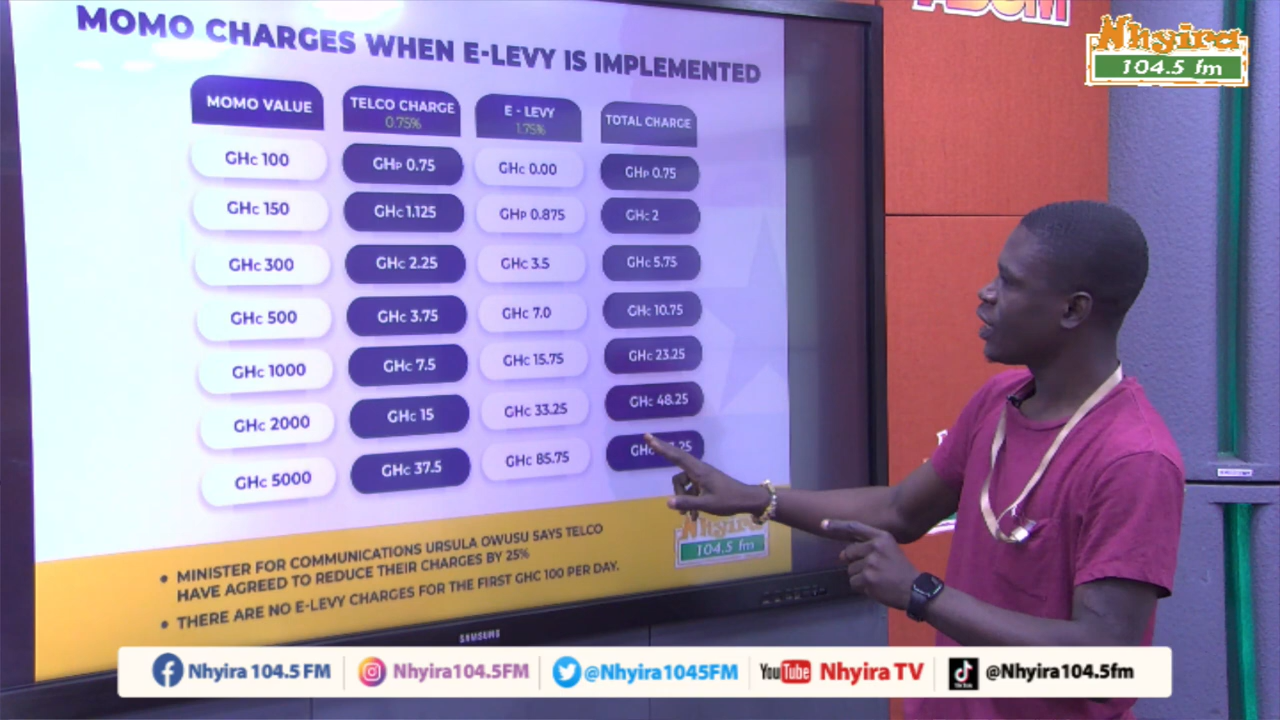 MOMO CHARGES WHEN E-LEVY IS IMPLEMENTED
Nhyira
104.5 fm
MOMO VALUE TELCO CHARGE E - LEVY TOTAL CHARGE
0.75% 1.75%
GHC 100 GHP 0.75 GHC 0.00 GHP 0.75
GHC 150 GHC 1.125 GHP 0.875 GHC 2
GHC 300 GHC 2.25 GHC 3.5 GHC 5.75
GHC 500 GHC 3.75 GHC 7.0 GHC 10.75
GHC 1000 GHC 7.5 GHC 15.75 GHC 23.25
GHC 2000 GHC 15 GHC 33.25 GHC 48.25
GHC 5000 GHC 37.5 GHC 85.75
• MINISTER FOR COMMUNICATIONS URSULA OWUSU SAYS TELCO
HAVE AGREED TO REDUCE THEIR CHARGES BY 25%
• THERE ARE NO E-LEVY CHARGES FOR THE FIRST GHC 100 PER DAY.
Nhyira
104.5 fm
SAMSUNG
Nhyira 104.5 FM Nhyira104.5FM @Nhyira1045FM YouTube Nhyira TV @Nhyira104.5fm